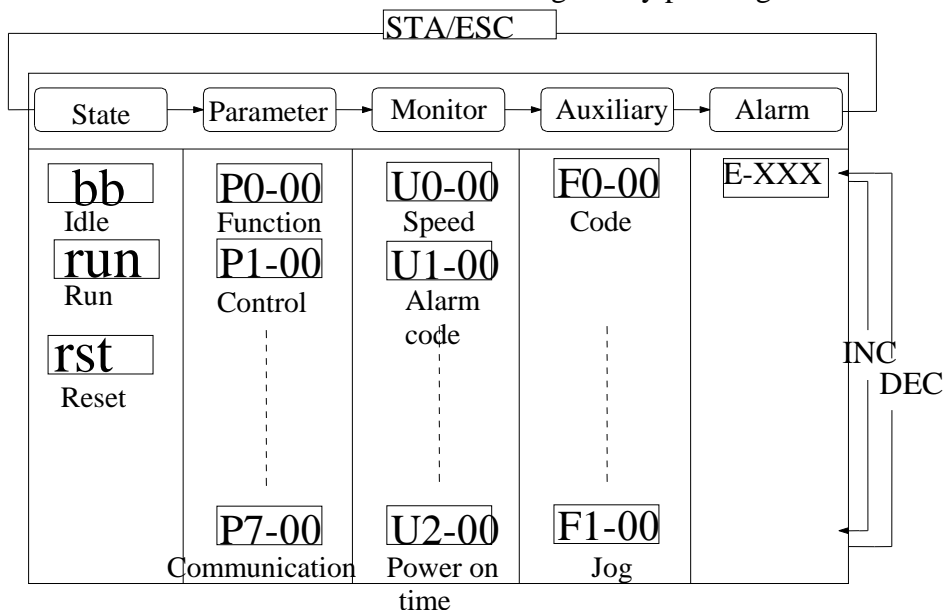 STA/ESC
State Parameter Monitor Auxiliary Alarm
bb P0-00 U0-00 F0-00 E-XXX
Idle Function Speed Code
run P1-00 U1-00
Run Control Alarm
code
rst
Reset
INC
DEC
P7-00 U2-00 F1-00
Communication Power on Jog
time